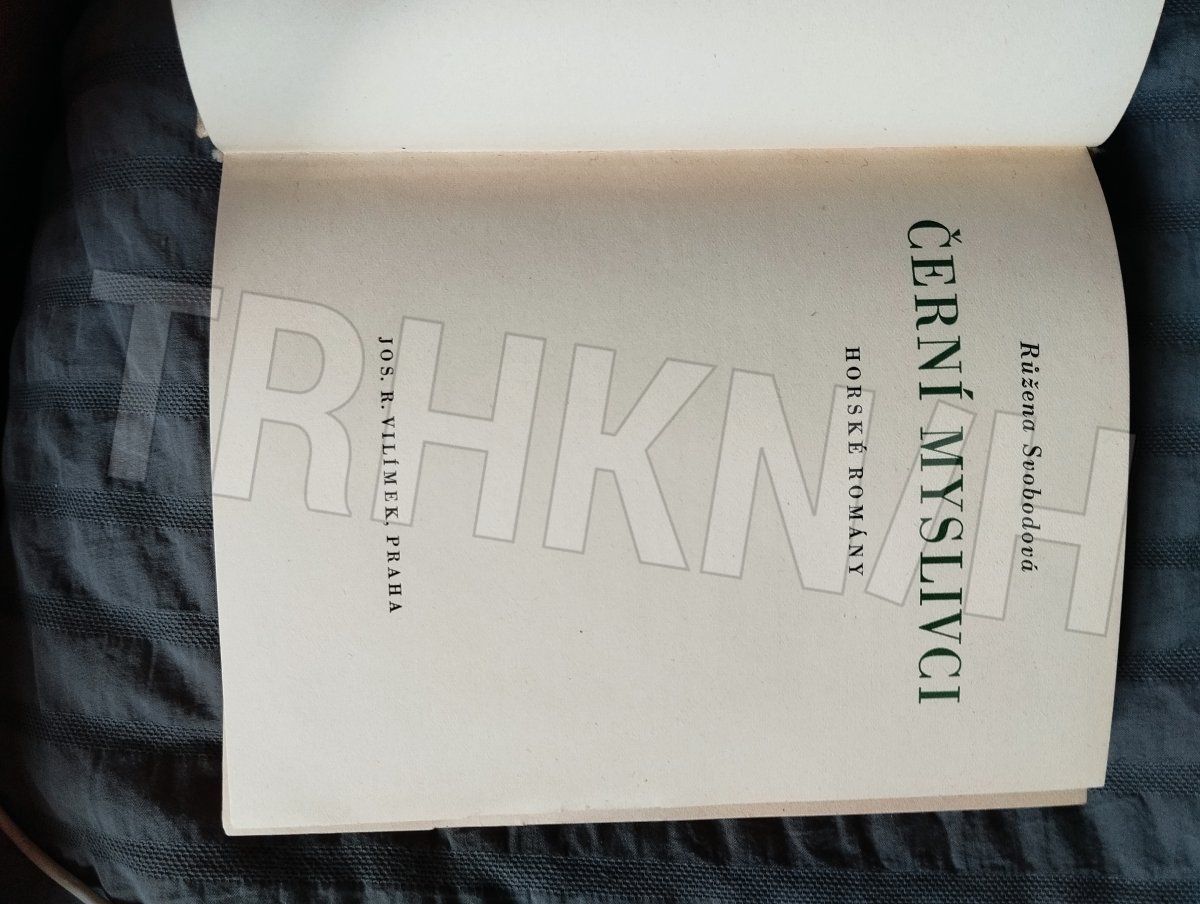 Růžena Svobodová
ČERNÍ MYSLIVCI
HORSKÉ ROMÁNY
JOS. R. VILÍMEK, PRAHA
TRHKNIH